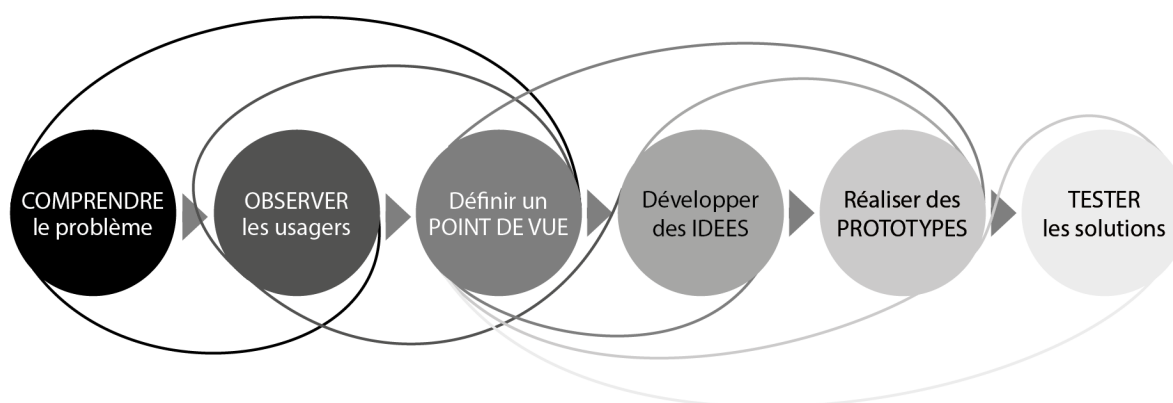 COMPRENDRE
le problème
OBSERVER
les usagers
Définir un
POINT DE VUE
Développer
des IDEES
Réaliser des
PROTOTYPES
TESTER
les solutions